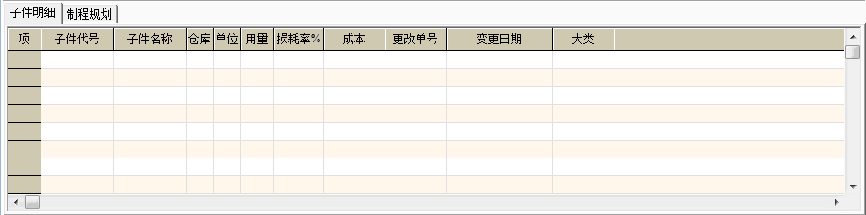 子件明细 制程规划
项 子件代号 子件名称 仓库 单位 用量 损耗率% 成本 更改单号 变更日期 大类